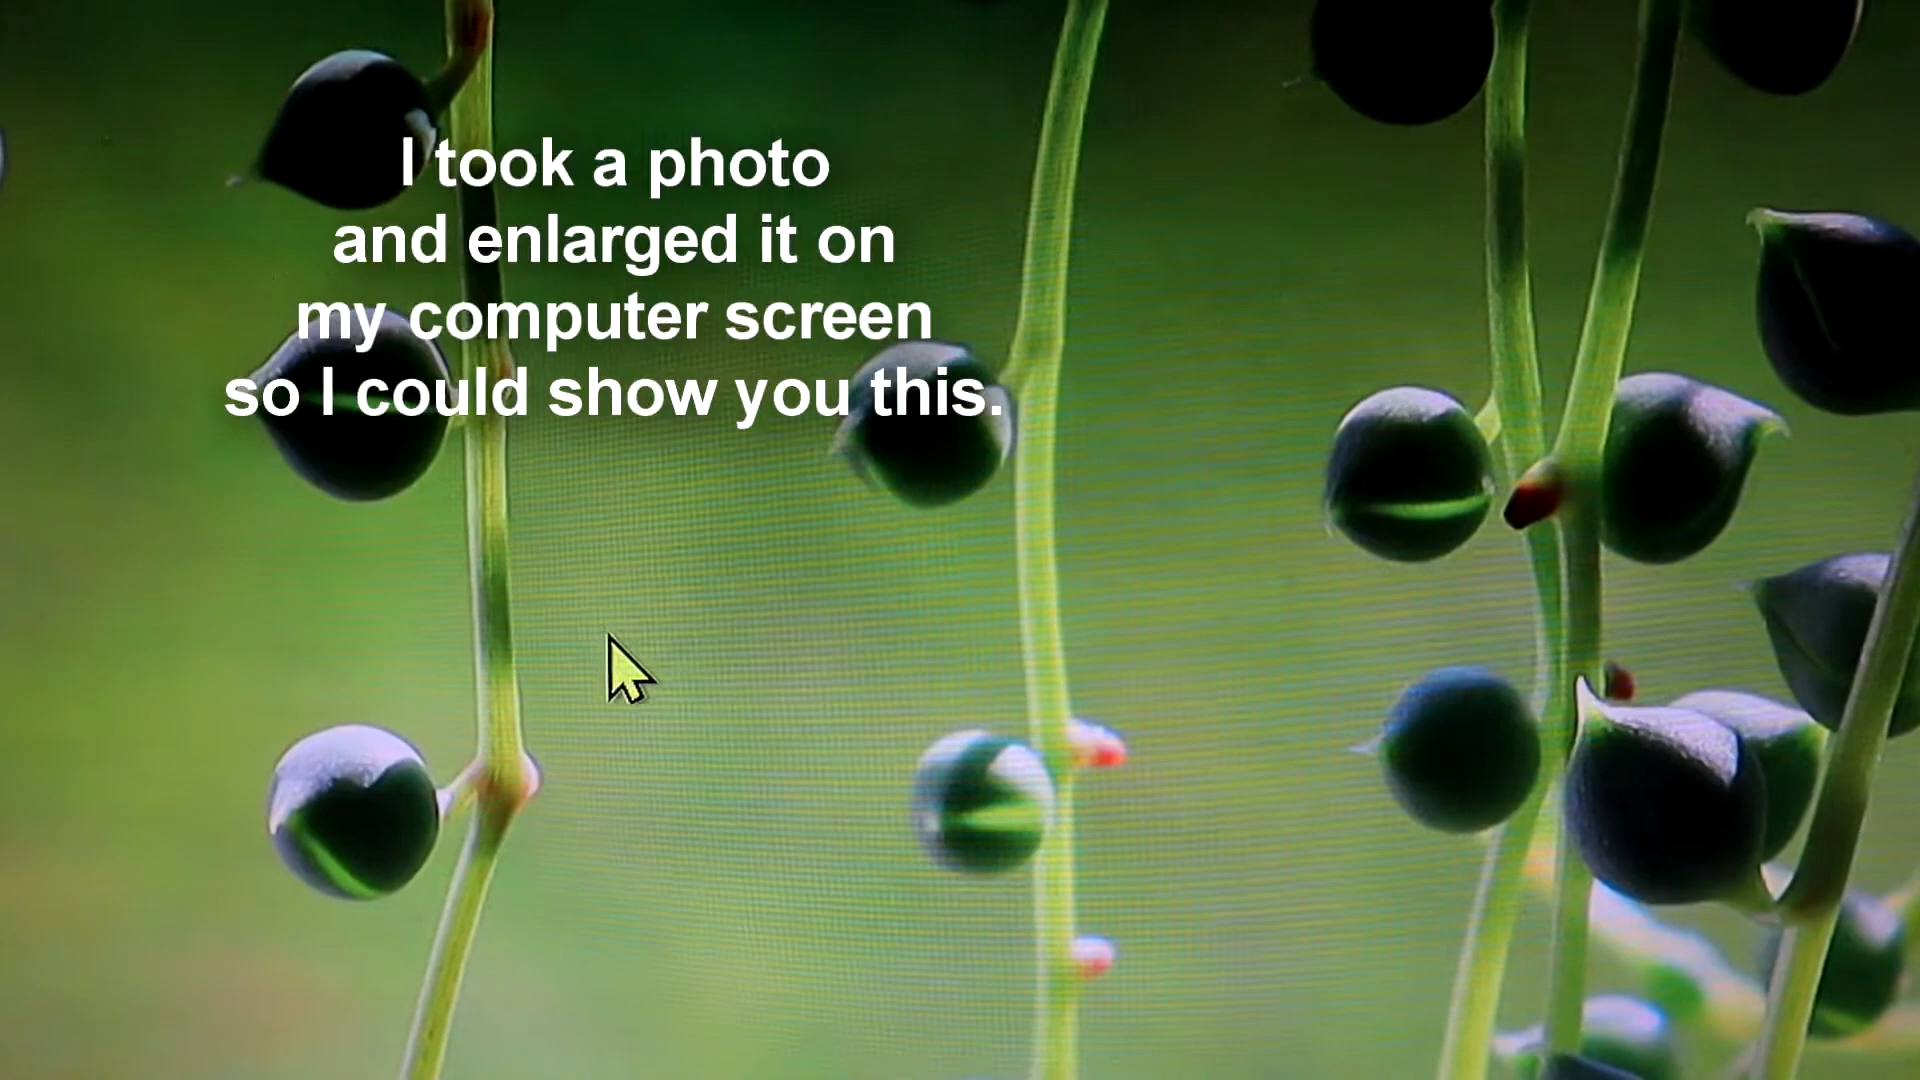 I took a photo
and enlarged it on
my computer screen
so I could show you this.